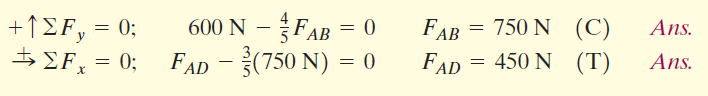 +↑ΣF_y = 0; 600 N − 4/5 F_AB = 0 F_AB = 750 N (C) Ans.
+→ ΣF_x = 0; F_AD − 3/5(750 N) = 0 F_AD = 450 N (T) Ans.